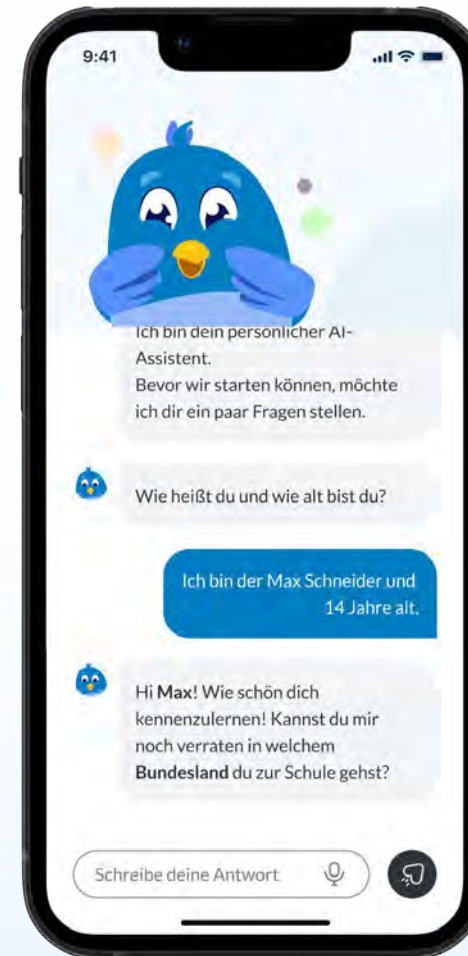 9:41
Ich bin dein persönlicher AI-
Assistent.
Bevor wir starten können, möchte
ich dir ein paar Fragen stellen.
Wie heißt du und wie alt bist du?
Ich bin der Max Schneider und
14 Jahre alt.
Hi Max! Wie schön dich
kennenzulernen! Kannst du mir
noch verraten in welchem
Bundesland du zur Schule gehst?
Schreibe deine Antwort